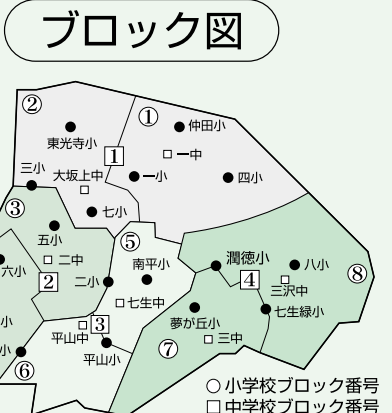 ブロック図
②
①
仲田小
東光寺小
1
一中
三小
大坂上中
一小
四小
③
七小
五小
⑤
二中
南平小
潤徳小
八小
⑧
六小
2
二小
4
三沢中
七生中
小
3
夢が丘小
七生緑小
平山中
三中
小
平山小
⑦
⑥
○小学校ブロック番号
□中学校ブロック番号